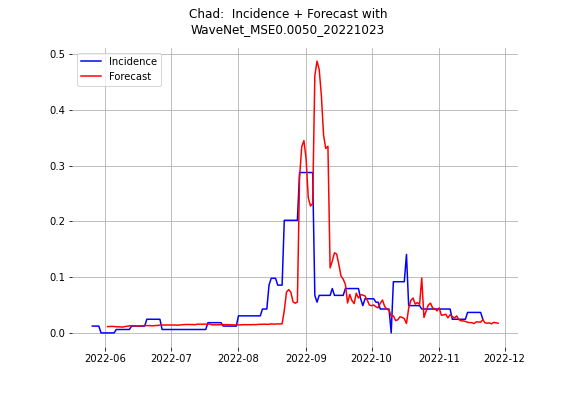 Chad:  Incidence + Forecast with
WaveNet_MSE0.0050_20221023
Incidence
Forecast
0.5
0.4
0.3
0.2
0.1
0.0
2022-06 2022-07 2022-08 2022-09 2022-10 2022-11 2022-12